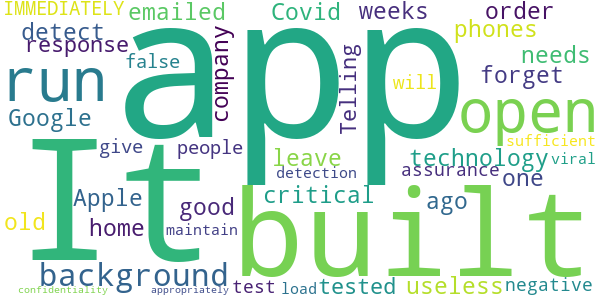 IMMEDIATELY emailed Covid weeks order
detect app phones
response company Telling needs
run false forget
Google will open
It give people sufficient
leave technology viral
detection assurance
Apple good critical one
old home maintain built ago
background test load tested useless negative
confidentiality appropriately